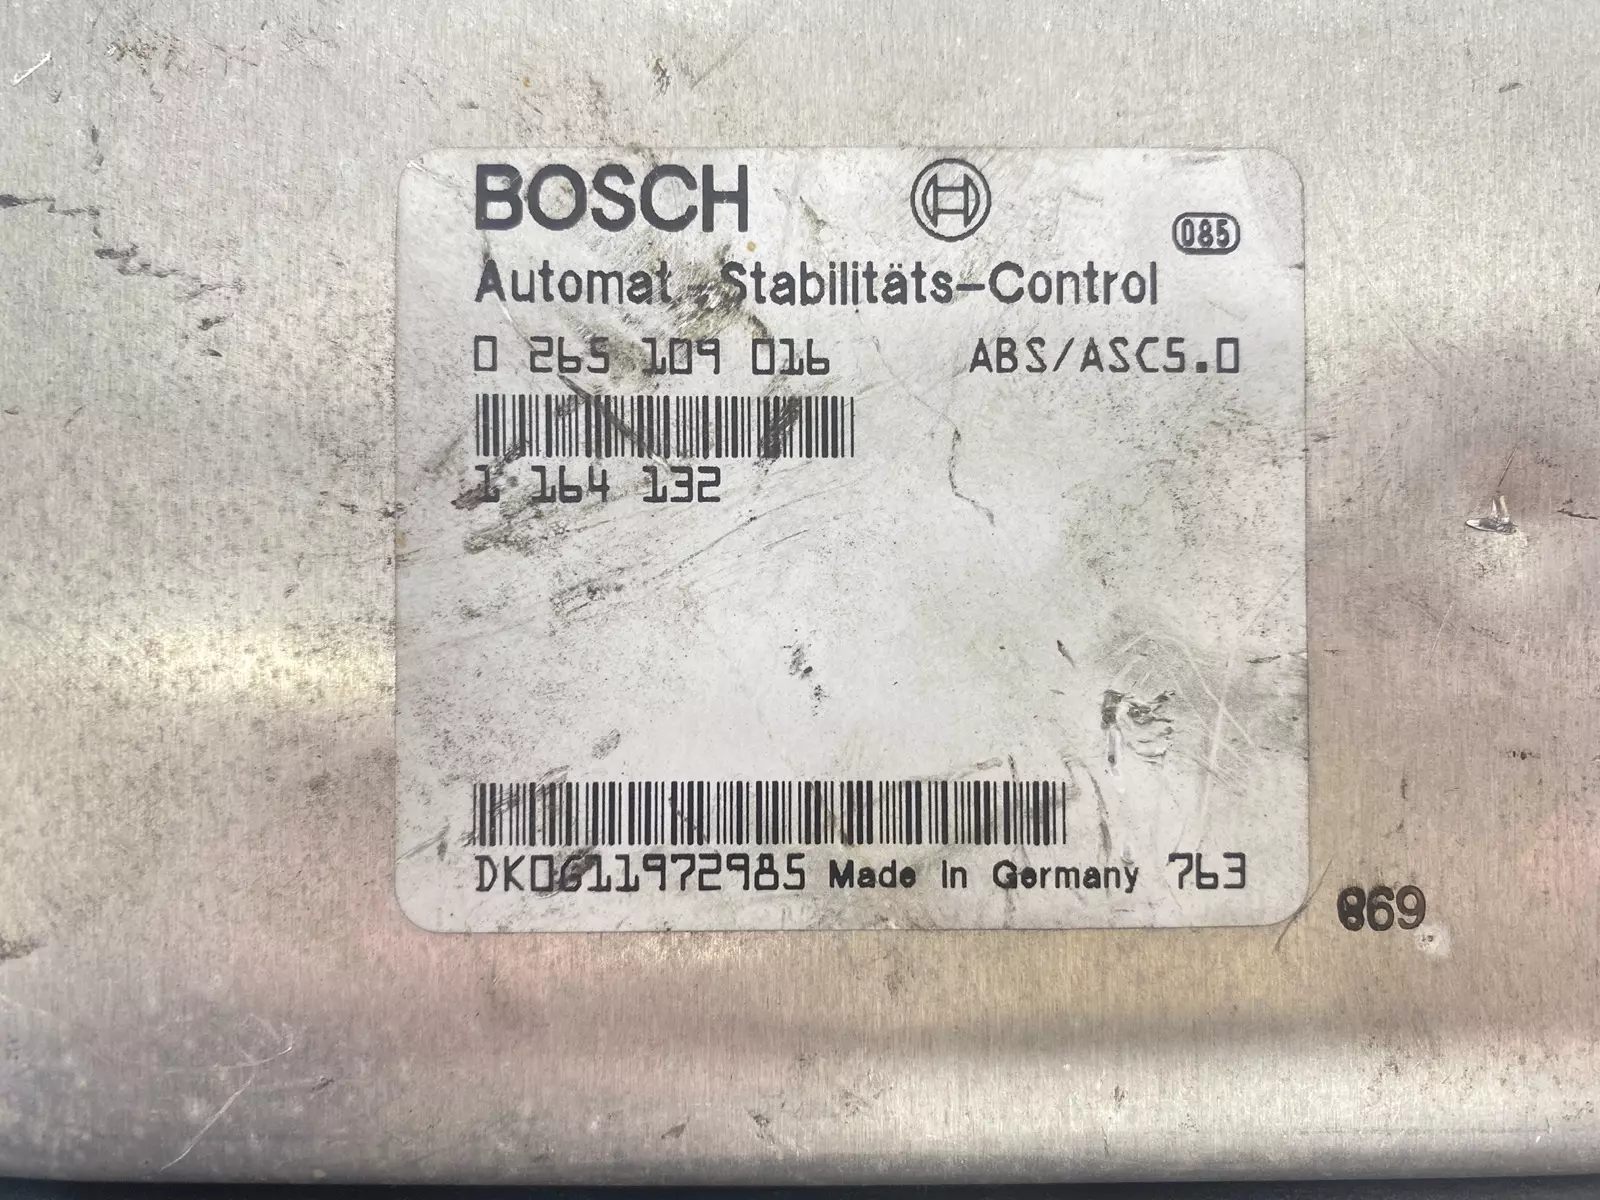 BOSCH
085
Automat.-Stabilitäts-Control
0 265 109 016 ABS/ASC5.0
1 164 132
DK0611972985 Made in Germany 763
869